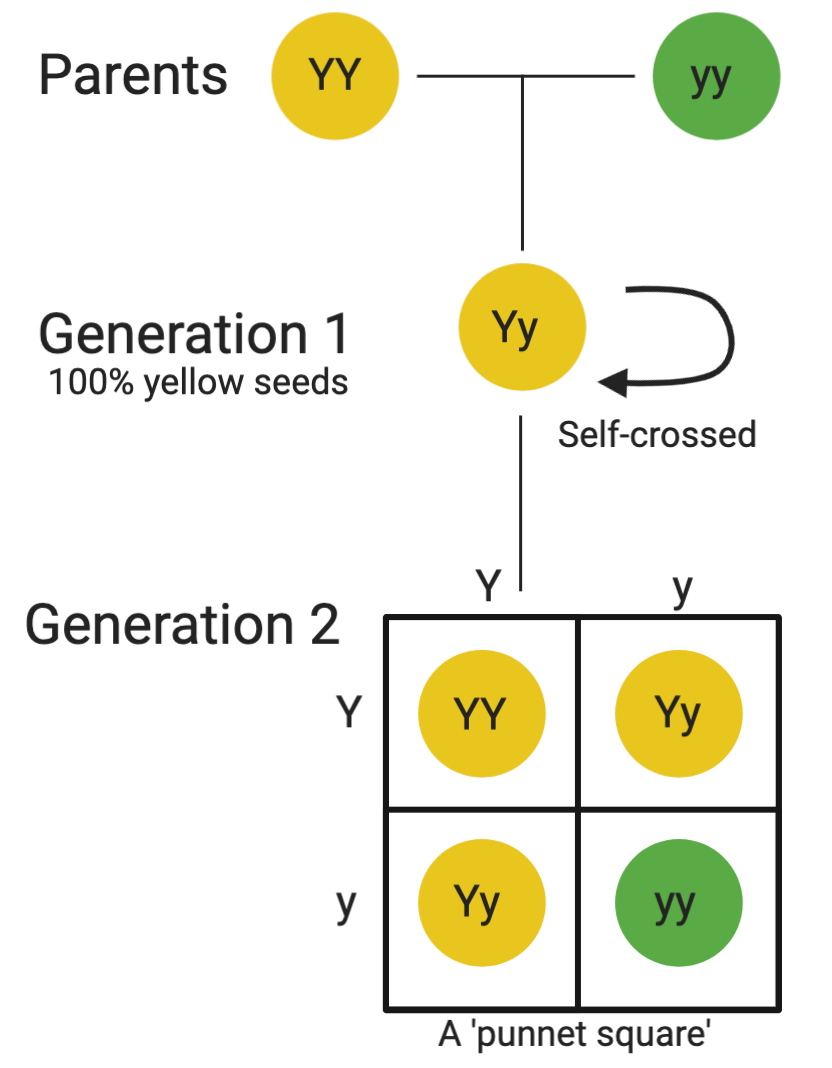 Parents YY yy
Generation 1 Yy
100% yellow seeds
Self-crossed
Y y
Generation 2
Y YY Yy
y Yy yy
A 'punnet square'